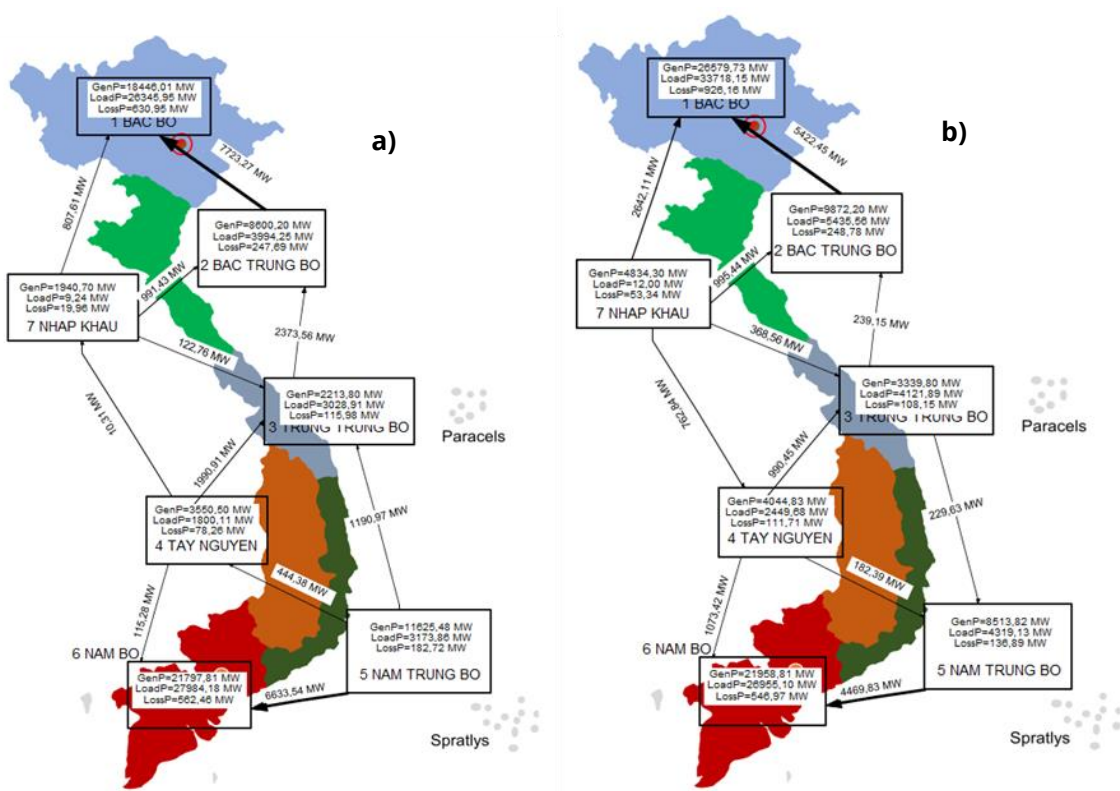 a)
GenP=18446,01 MW
LoadP=26345,95 MW
LossP=630,95 MW
1 BAC BO
7723,27 MW
807,61 MW
GenP=8600,20 MW
LoadP=3994,25 MW
LossP=247,69 MW
2 BAC TRUNG BO
991,43 MW
GenP=1940,70 MW
LoadP=9,24 MW
LossP=19,96 MW
7 NHAP KHAU
2373,56 MW
122,76 MW
10,31 MW
GenP=2213,80 MW
LoadP=3028,91 MW
LossP=115,98 MW
3 TRUNG TRUNG BO
Paracels
1990,91 MW
GenP=3550,50 MW
LoadP=1800,11 MW
LossP=78,26 MW
4 TAY NGUYEN
1190,97 MW
444,38 MW
115,28 MW
GenP=11625,48 MW
LoadP=3173,86 MW
LossP=182,72 MW
5 NAM TRUNG BO
6 NAM BO
GenP=21797,81 MW
LoadP=27984,18 MW
LossP=562,46 MW
6633,54 MW
Spratlys
b)
GenP=26579,73 MW
LoadP=33718,15 MW
LossP=926,16 MW
1 BAC BO
5422,45 MW
2642,11 MW
GenP=9872,20 MW
LoadP=5435,56 MW
LossP=248,78 MW
2 BAC TRUNG BO
995,44 MW
GenP=4834,30 MW
LoadP=12,00 MW
LossP=53,34 MW
7 NHAP KHAU
239,15 MW
368,56 MW
762,84 MW
GenP=3339,80 MW
LoadP=4121,89 MW
LossP=108,15 MW
3 TRUNG TRUNG BO
Paracels
990,45 MW
GenP=4044,83 MW
LoadP=2449,68 MW
LossP=111,71 MW
4 TAY NGUYEN
229,63 MW
182,39 MW
1073,42 MW
GenP=8513,82 MW
LoadP=4319,13 MW
LossP=136,89 MW
5 NAM TRUNG BO
6 NAM BO
GenP=21958,81 MW
LoadP=26955,10 MW
LossP=546,97 MW
4469,83 MW
Spratlys